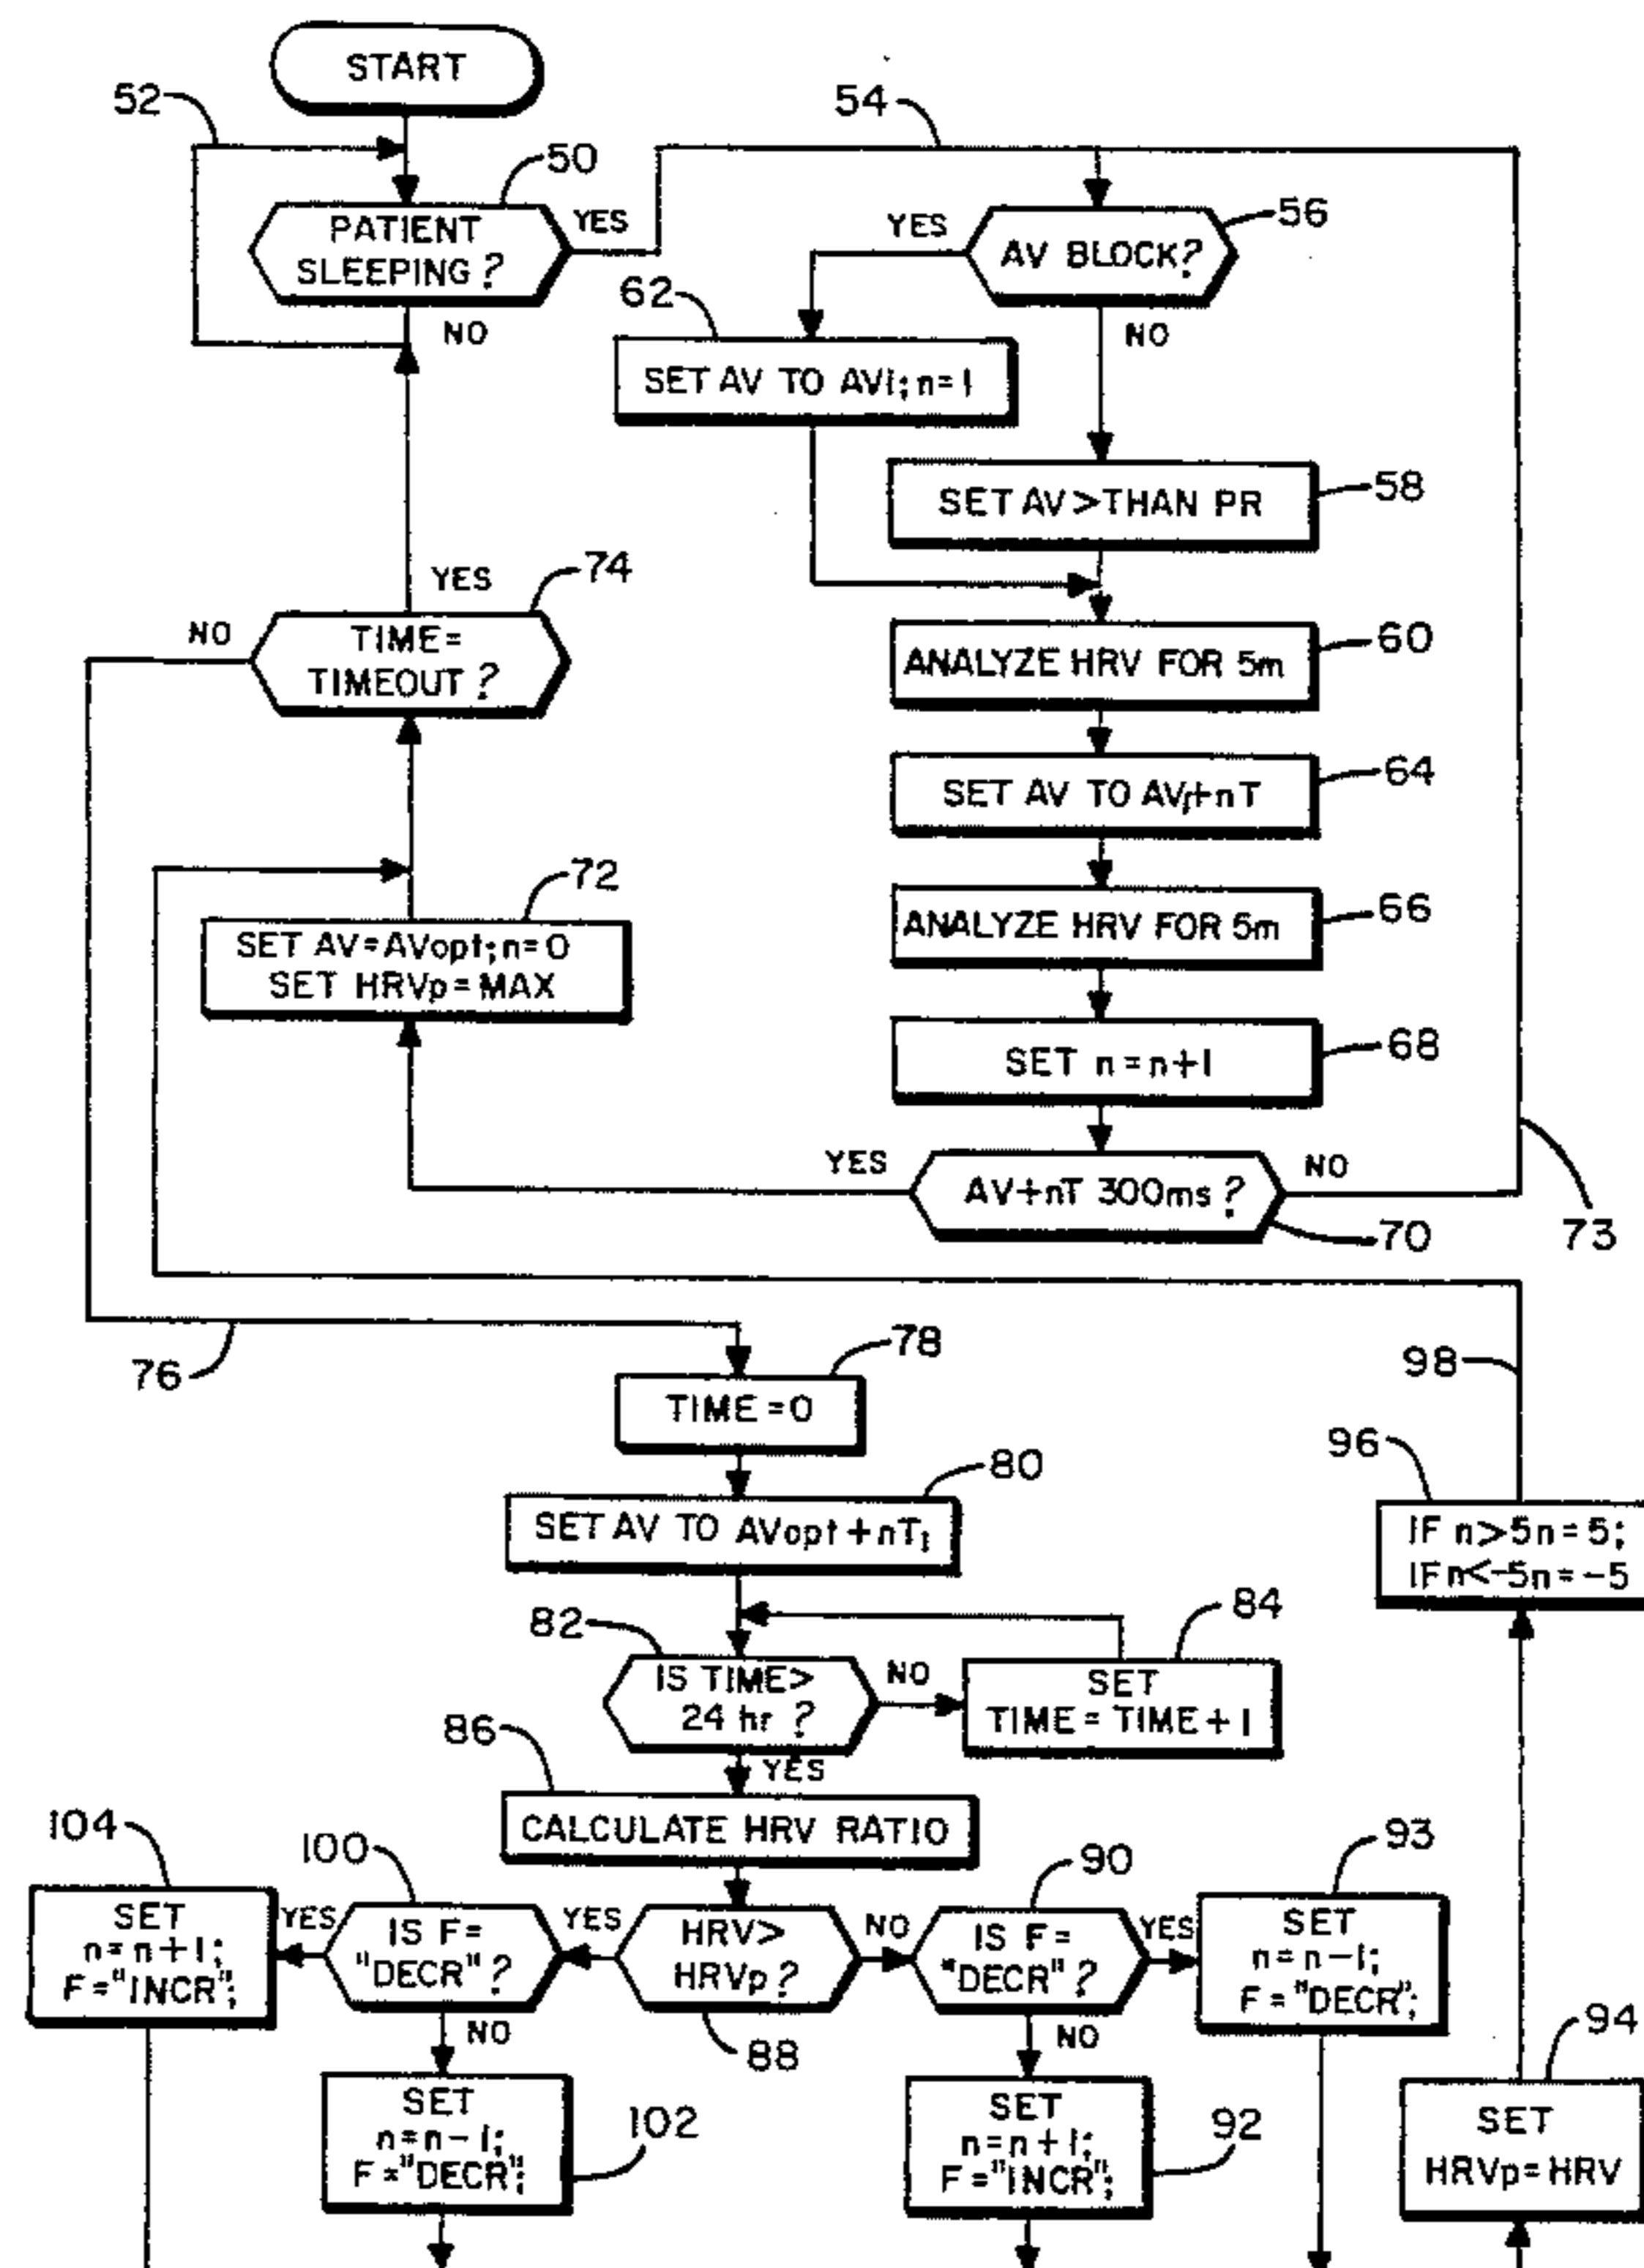 START
52
50
PATIENT
SLEEPING?
YES
NO
54
56
AV BLOCK?
YES
NO
62
SET AV TO AVI; n=1
SET AV > THAN PR
58
74
TIME=
TIMEOUT?
YES
NO
ANALYZE HRV FOR 5m
60
SET AV TO AVI+nT
64
72
SET AV=AVopt; n=0
SET HRVp=MAX
ANALYZE HRV FOR 5m
66
SET n=n+1
68
YES
AV+nT 300ms?
NO
70
73
76
78
TIME=0
98
80
SET AV TO AVopt+nT1
96
IF n>5n=5;
IF n<-5n=-5
82
IS TIME>
24 hr?
NO
84
SET
TIME=TIME+1
YES
86
CALCULATE HRV RATIO
104
SET
n=n+1;
F="INCR";
YES
100
IS F=
"DECR"?
YES
HRV>
HRVp?
88
NO
90
IS F=
"DECR"?
YES
93
SET
n=n-1;
F="DECR";
NO
SET
n=n-1;
F="DECR";
102
NO
SET
n=n+1;
F="INCR";
92
94
SET
HRVp=HRV